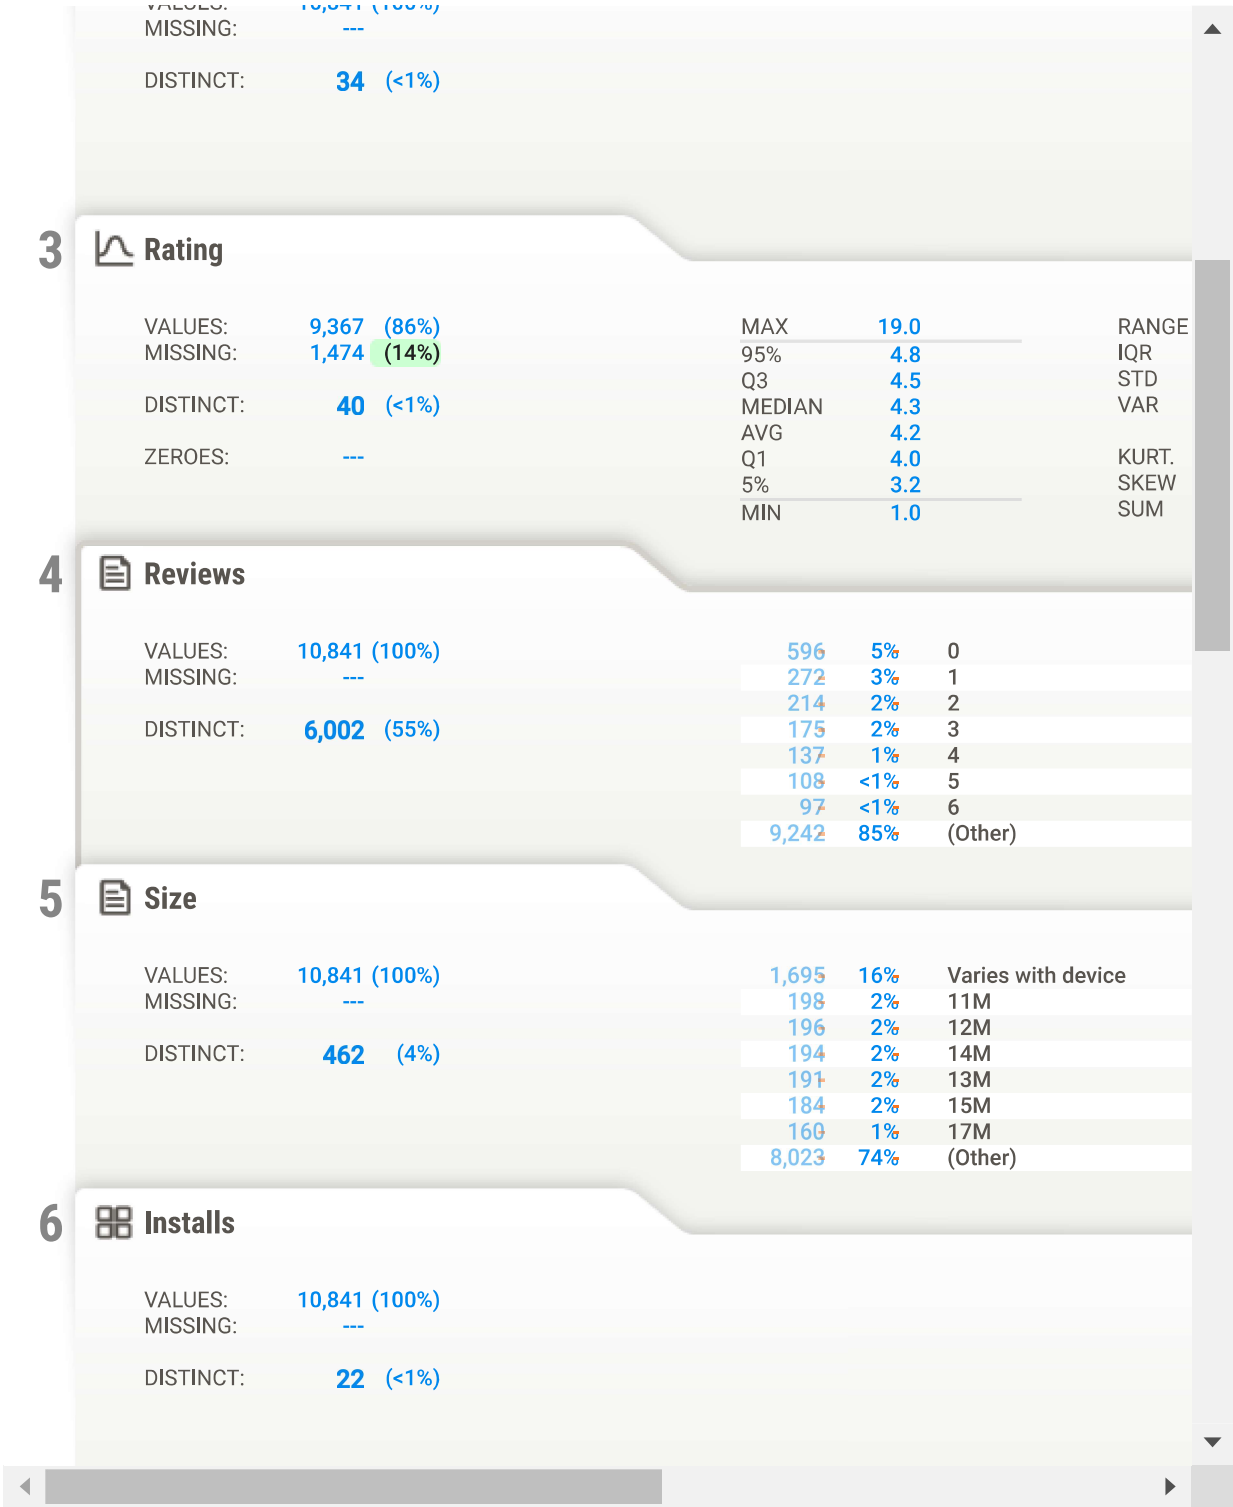 VALUES: 10,841 (100%)
MISSING: ---
DISTINCT: 34 (<1%)
3 Rating
VALUES: 9,367 (86%)
MISSING: 1,474 (14%)
DISTINCT: 40 (<1%)
ZEROES: ---
MAX 19.0
95% 4.8
Q3 4.5
MEDIAN 4.3
AVG 4.2
Q1 4.0
5% 3.2
MIN 1.0
RANGE
IQR
STD
VAR
KURT.
SKEW
SUM
4 Reviews
VALUES: 10,841 (100%)
MISSING: ---
DISTINCT: 6,002 (55%)
596 5% 0
272 3% 1
214 2% 2
175 2% 3
137 1% 4
108 <1% 5
97 <1% 6
9,242 85% (Other)
5 Size
VALUES: 10,841 (100%)
MISSING: ---
DISTINCT: 462 (4%)
1,695 16% Varies with device
198 2% 11M
196 2% 12M
194 2% 14M
191 2% 13M
184 2% 15M
160 1% 17M
8,023 74% (Other)
6 Installs
VALUES: 10,841 (100%)
MISSING: ---
DISTINCT: 22 (<1%)